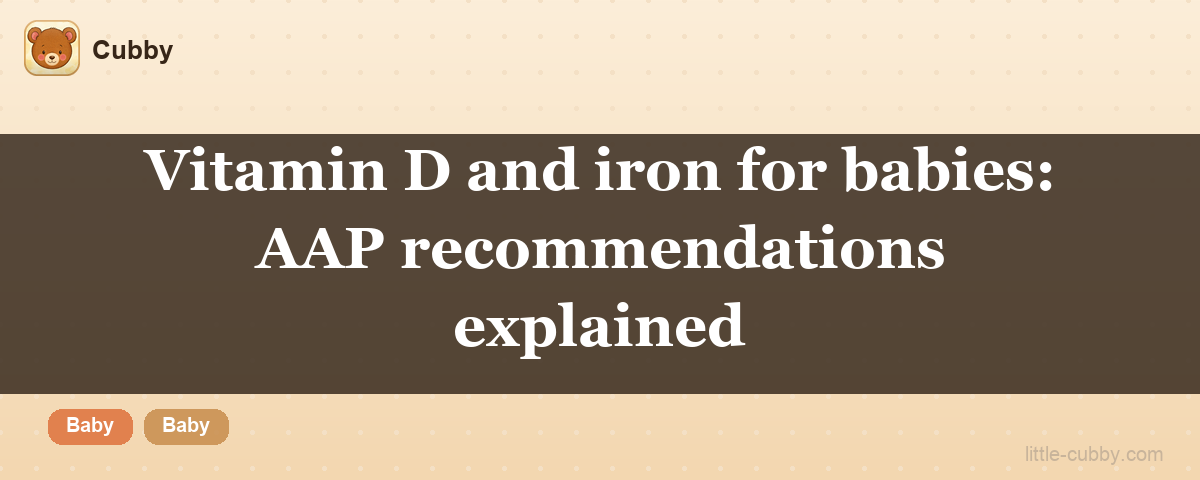 Cubby
Vitamin D and iron for babies:
AAP recommendations
explained
Baby
Baby
little-cubby.com